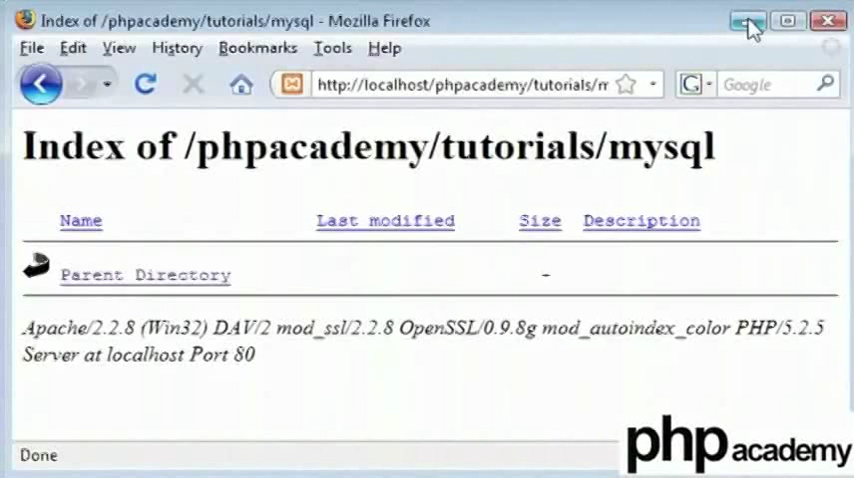 Index of /phpacademy/tutorials/mysql - Mozilla Firefox
File Edit View History Bookmarks Tools Help
http://localhost/phpacademy/tutorials/m
G Google
Index of /phpacademy/tutorials/mysql
Name Last modified Size Description
Parent Directory -
Apache/2.2.8 (Win32) DAV/2 mod_ssl/2.2.8 OpenSSL/0.9.8g mod_autoindex_color PHP/5.2.5
Server at localhost Port 80
php academy
Done